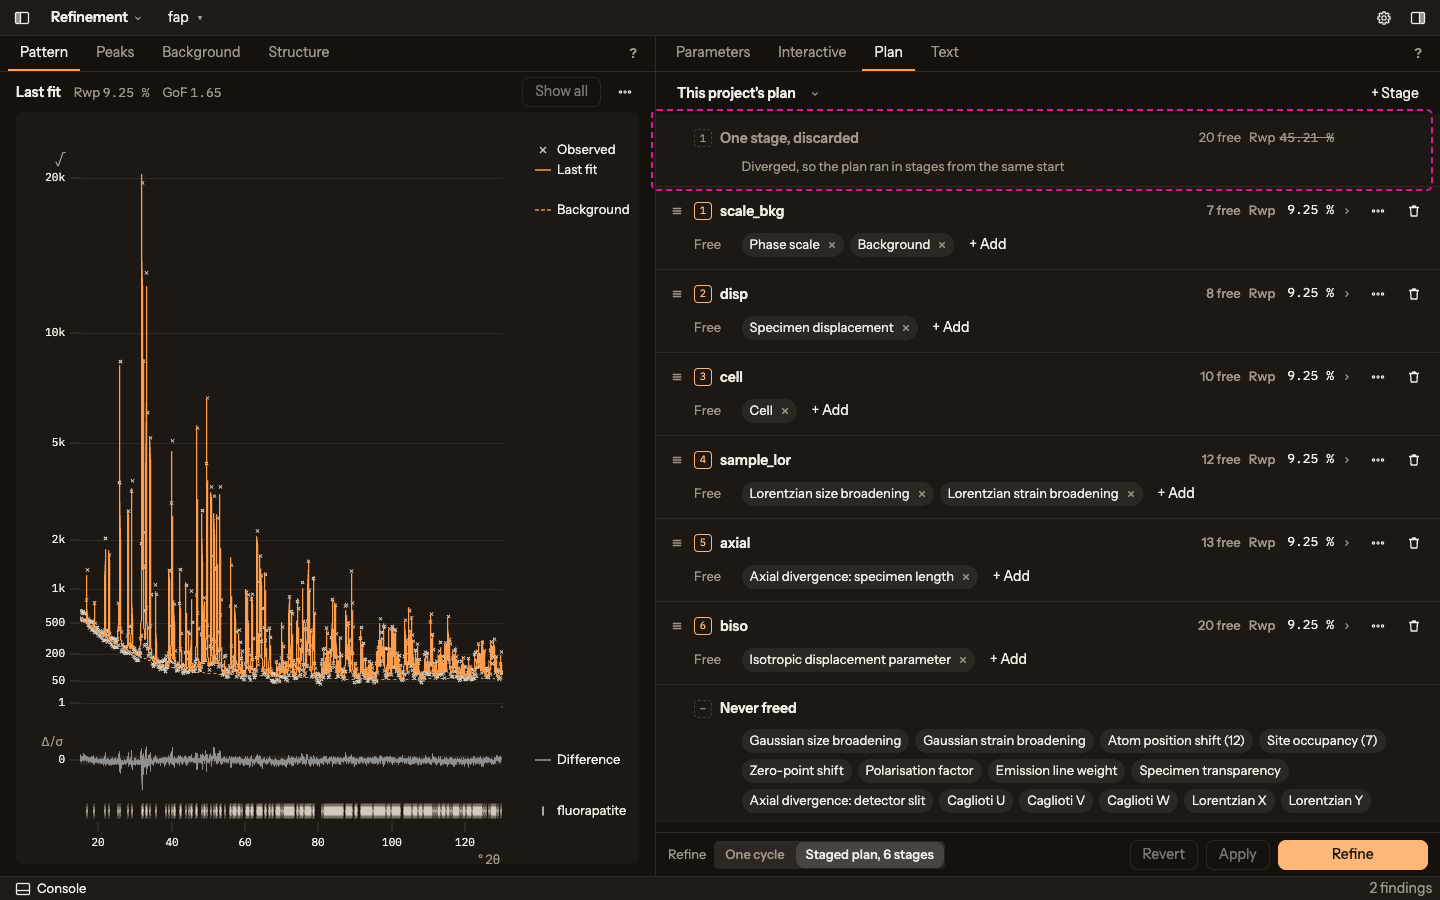 Refinement fap
Pattern Peaks Background Structure ?
Parameters Interactive Plan Text ?
Last fit Rwp 9.25 % GoF 1.65 Show all
This project's plan + Stage
√
20k
10k
5k
2k
1k
500
200
50
1
Δ/σ
0
20 40 60 80 100 120
°2θ
× Observed
Last fit
Background
Difference
fluorapatite
1 One stage, discarded 20 free Rwp 45.21 %
Diverged, so the plan ran in stages from the same start
1 scale_bkg 7 free Rwp 9.25 % ›
Free Phase scale × Background × + Add
2 disp 8 free Rwp 9.25 % ›
Free Specimen displacement × + Add
3 cell 10 free Rwp 9.25 % ›
Free Cell × + Add
4 sample_lor 12 free Rwp 9.25 % ›
Free Lorentzian size broadening × Lorentzian strain broadening × + Add
5 axial 13 free Rwp 9.25 % ›
Free Axial divergence: specimen length × + Add
6 biso 20 free Rwp 9.25 % ›
Free Isotropic displacement parameter × + Add
– Never freed
Gaussian size broadening Gaussian strain broadening Atom position shift (12) Site occupancy (7)
Zero-point shift Polarisation factor Emission line weight Specimen transparency
Axial divergence: detector slit Caglioti U Caglioti V Caglioti W Lorentzian X Lorentzian Y
Refine One cycle Staged plan, 6 stages Revert Apply Refine
Console 2 findings